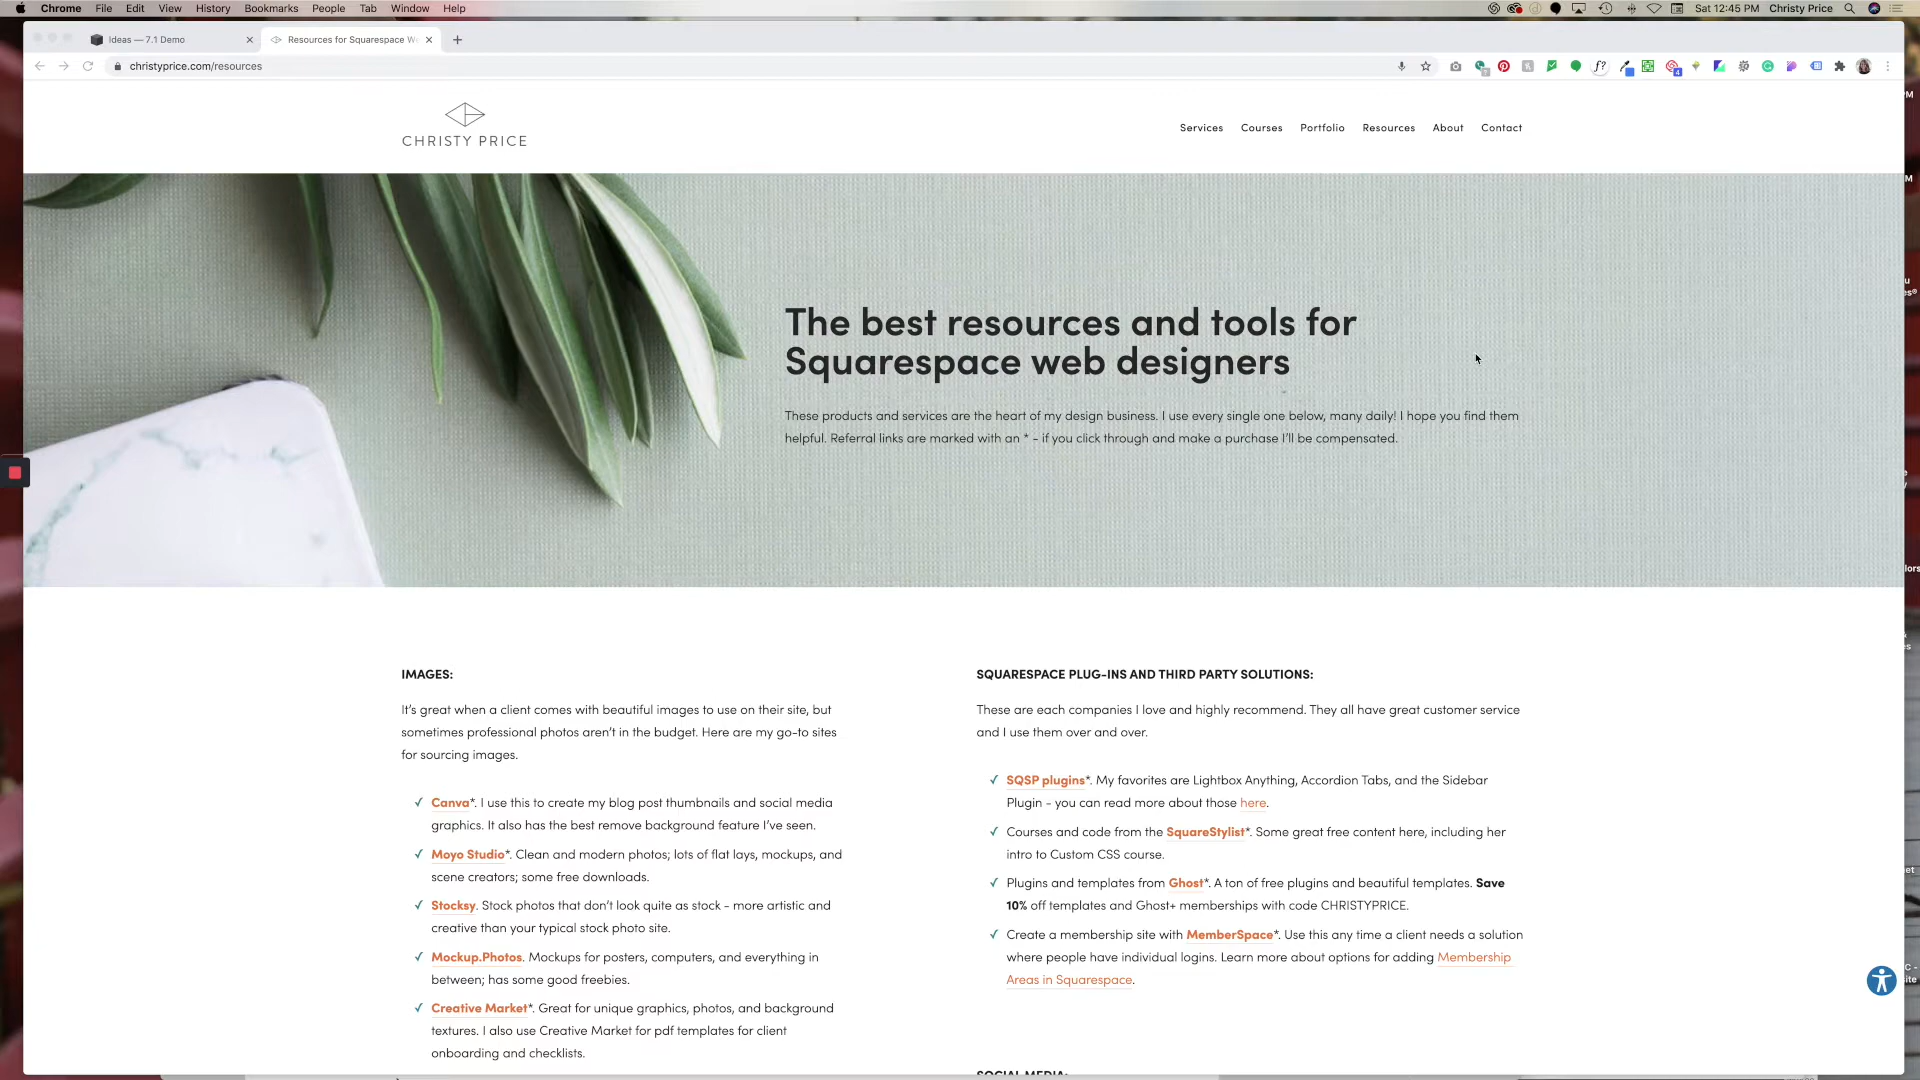 Chrome File Edit View History Bookmarks People Tab Window Help
Sat 12:45 PM Christy Price
Ideas — 7.1 Demo
Resources for Squarespace W
christyprice.com/resources
CHRISTY PRICE
Services Courses Portfolio Resources About Contact
The best resources and tools for
Squarespace web designers
These products and services are the heart of my design business. I use every single one below, many daily! I hope you find them
helpful. Referral links are marked with an * - if you click through and make a purchase I'll be compensated.
IMAGES:
It's great when a client comes with beautiful images to use on their site, but
sometimes professional photos aren't in the budget. Here are my go-to sites
for sourcing images.
✓ Canva*. I use this to create my blog post thumbnails and social media
graphics. It also has the best remove background feature I've seen.
✓ Moyo Studio*. Clean and modern photos; lots of flat lays, mockups, and
scene creators; some free downloads.
✓ Stocksy. Stock photos that don't look quite as stock - more artistic and
creative than your typical stock photo site.
✓ Mockup.Photos. Mockups for posters, computers, and everything in
between; has some good freebies.
✓ Creative Market*. Great for unique graphics, photos, and background
textures. I also use Creative Market for pdf templates for client
onboarding and checklists.
SQUARESPACE PLUG-INS AND THIRD PARTY SOLUTIONS:
These are each companies I love and highly recommend. They all have great customer service
and I use them over and over.
✓ SQSP plugins*. My favorites are Lightbox Anything, Accordion Tabs, and the Sidebar
Plugin - you can read more about those here.
✓ Courses and code from the SquareStylist*. Some great free content here, including her
intro to Custom CSS course.
✓ Plugins and templates from Ghost*. A ton of free plugins and beautiful templates. Save
10% off templates and Ghost+ memberships with code CHRISTYPRICE.
✓ Create a membership site with MemberSpace*. Use this any time a client needs a solution
where people have individual logins. Learn more about options for adding Membership
Areas in Squarespace.
SOCIAL MEDIA: